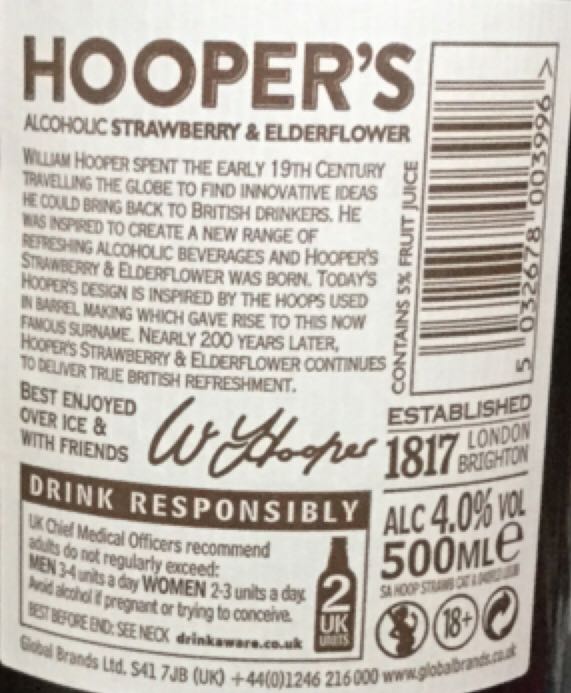 HOOPER'S
ALCOHOLIC STRAWBERRY & ELDERFLOWER
WILLIAM HOOPER SPENT THE EARLY 19TH CENTURY
TRAVELLING THE GLOBE TO FIND INNOVATIVE IDEAS
HE COULD BRING BACK TO BRITISH DRINKERS. HE
WAS INSPIRED TO CREATE A NEW RANGE OF
REFRESHING ALCOHOLIC BEVERAGES AND HOOPER'S
STRAWBERRY & ELDERFLOWER WAS BORN. TODAY'S
HOOPER'S DESIGN IS INSPIRED BY THE HOOPS USED
IN BARREL MAKING WHICH GAVE RISE TO THIS NOW
FAMOUS SURNAME. NEARLY 200 YEARS LATER,
HOOPER'S STRAWBERRY & ELDERFLOWER CONTINUES
TO DELIVER TRUE BRITISH REFRESHMENT.
BEST ENJOYED
OVER ICE &
WITH FRIENDS
W Hooper
CONTAINS 5% FRUIT JUICE
5 032678 003996 >
ESTABLISHED
1817 LONDON
BRIGHTON
ALC 4.0% VOL
500MLe
SA HOOP STRAWB
18+
DRINK RESPONSIBLY
UK Chief Medical Officers recommend
adults do not regularly exceed:
MEN 3-4 units a day WOMEN 2-3 units a day.
Avoid alcohol if pregnant or trying to conceive.
BEST BEFORE END: SEE NECK drinkaware.co.uk
2
UK
UNITS
Global Brands Ltd. S41 7JB (UK) +44(0)1246 216000 www.globalbrands.co.uk